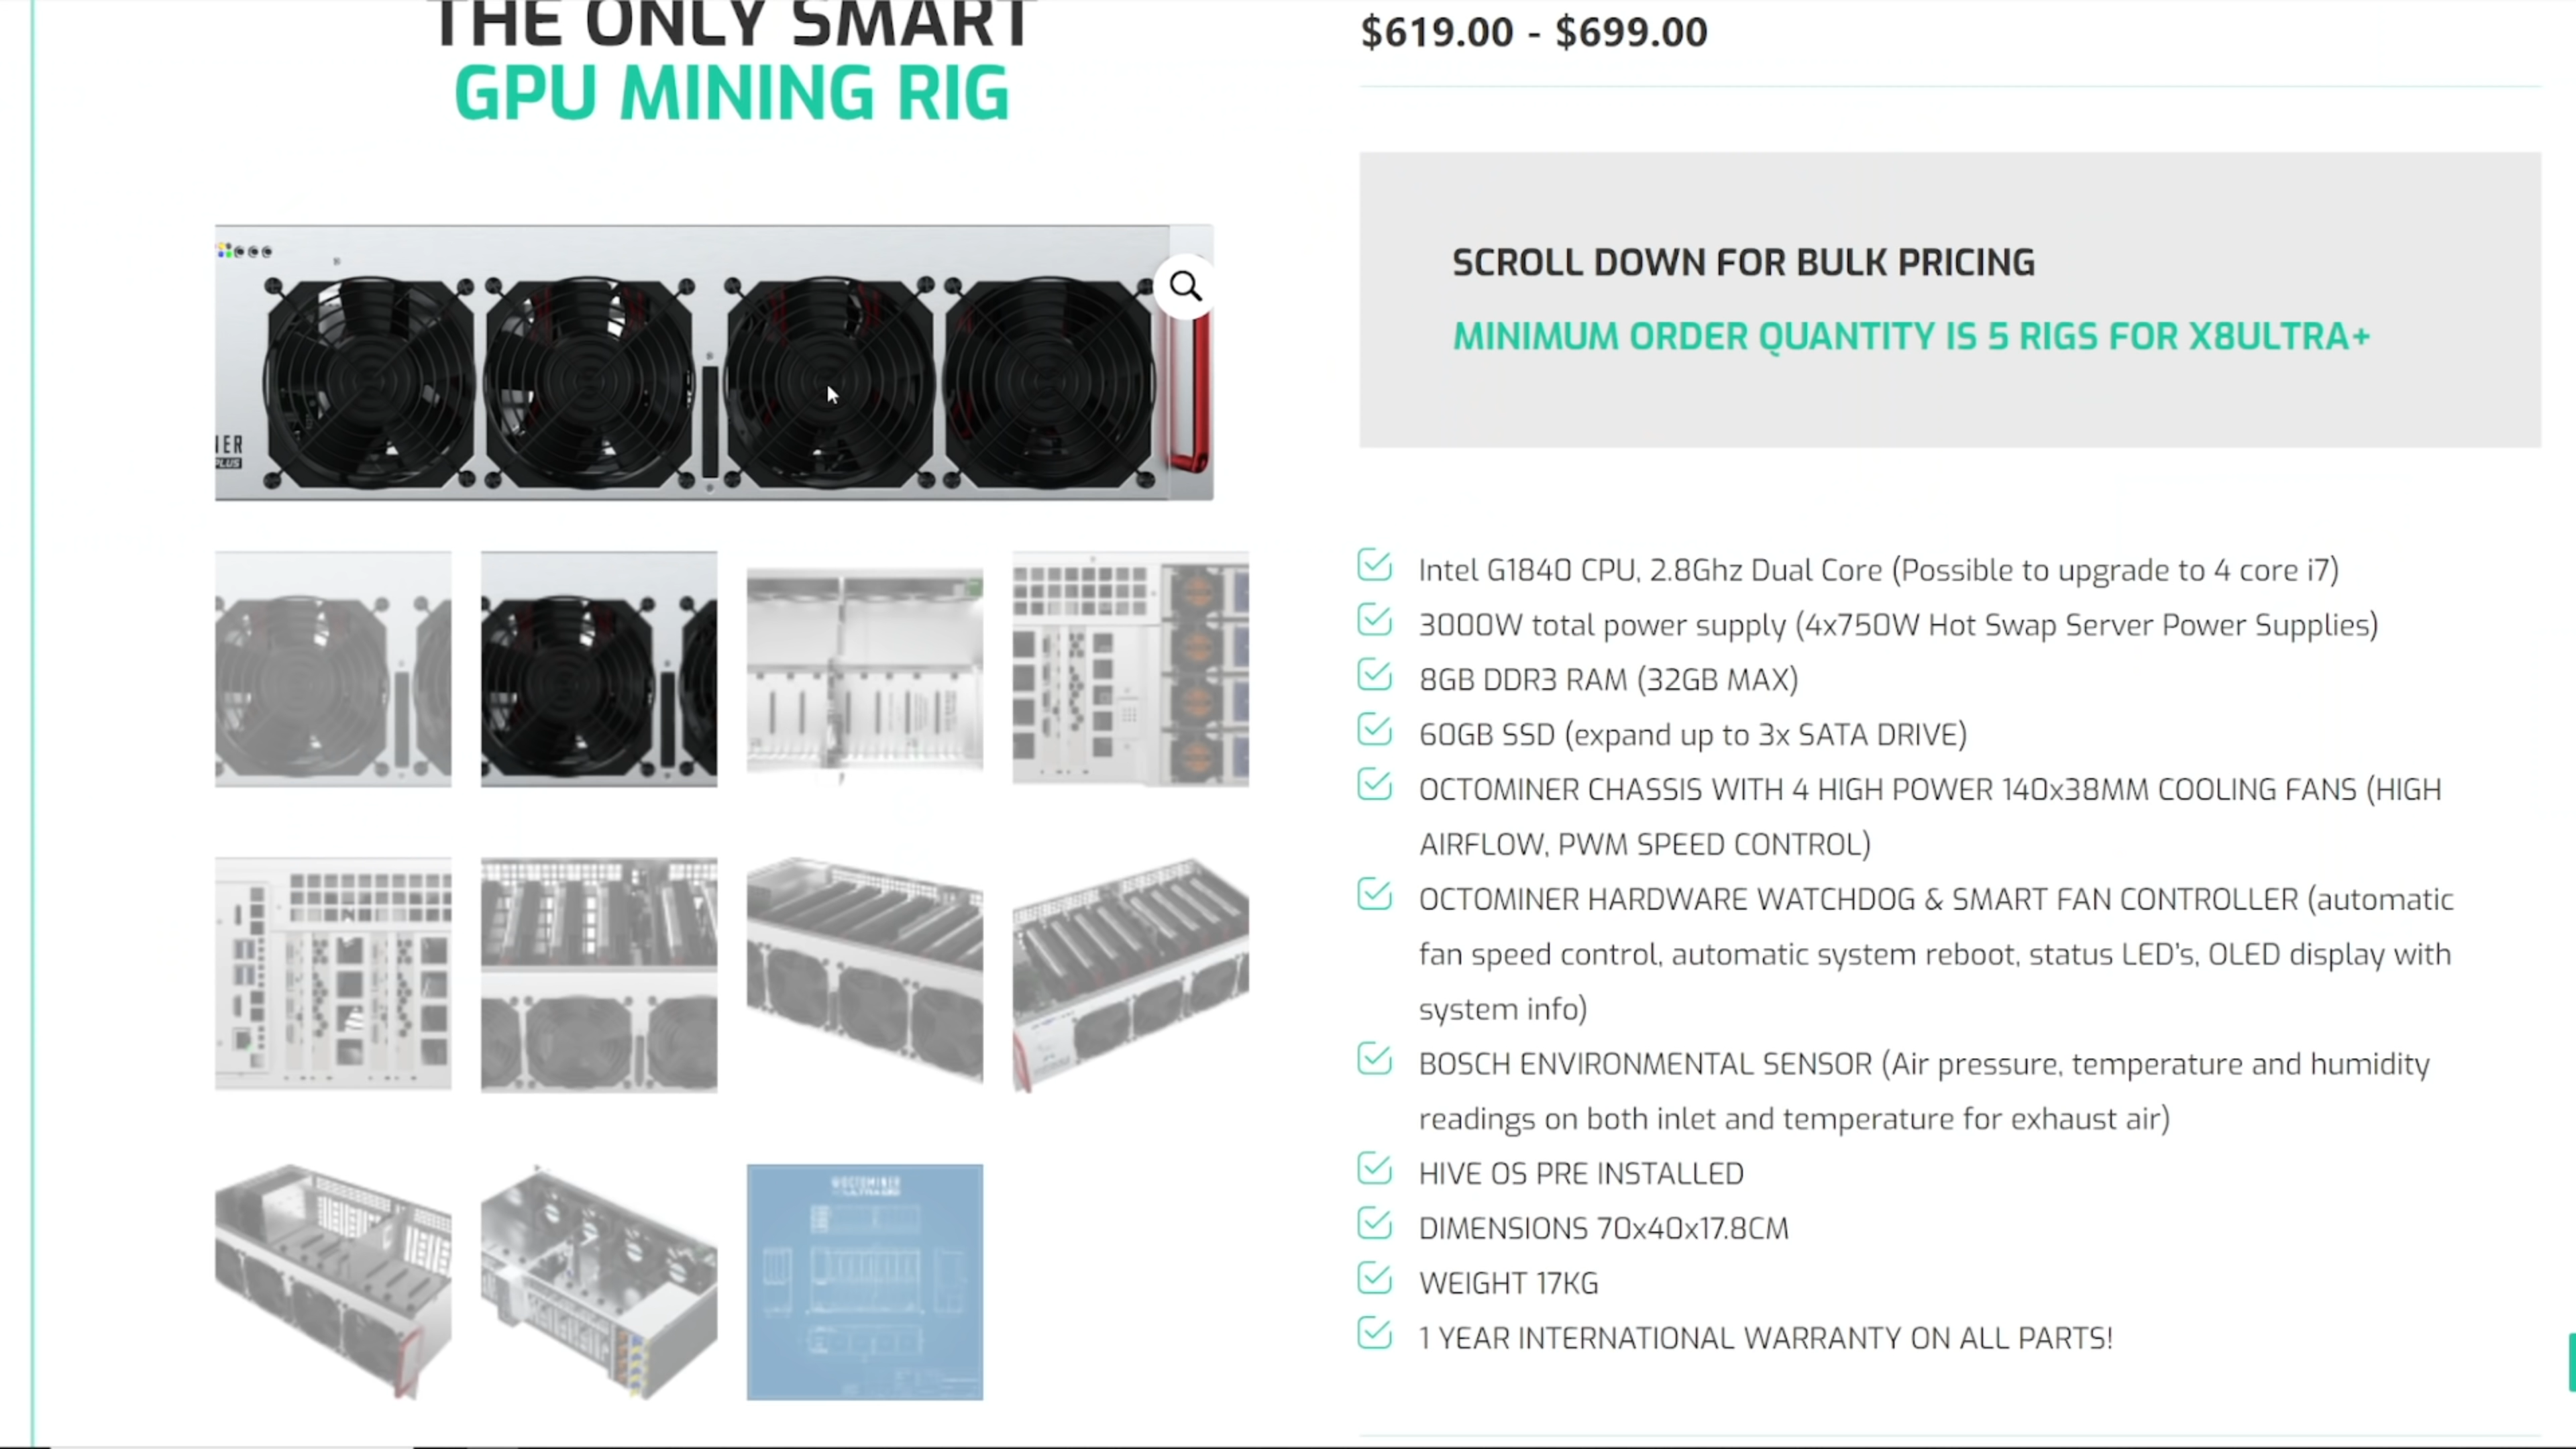 THE ONLY SMART
GPU MINING RIG
$619.00 - $699.00
SCROLL DOWN FOR BULK PRICING
MINIMUM ORDER QUANTITY IS 5 RIGS FOR X8ULTRA+
Intel G1840 CPU, 2.8Ghz Dual Core (Possible to upgrade to 4 core i7)
3000W total power supply (4x750W Hot Swap Server Power Supplies)
8GB DDR3 RAM (32GB MAX)
60GB SSD (expand up to 3x SATA DRIVE)
OCTOMINER CHASSIS WITH 4 HIGH POWER 140x38MM COOLING FANS (HIGH
AIRFLOW, PWM SPEED CONTROL)
OCTOMINER HARDWARE WATCHDOG & SMART FAN CONTROLLER (automatic
fan speed control, automatic system reboot, status LED's, OLED display with
system info)
BOSCH ENVIRONMENTAL SENSOR (Air pressure, temperature and humidity
readings on both inlet and temperature for exhaust air)
HIVE OS PRE INSTALLED
DIMENSIONS 70x40x17.8CM
WEIGHT 17KG
1 YEAR INTERNATIONAL WARRANTY ON ALL PARTS!
NER
PLUS
OCTOMINER